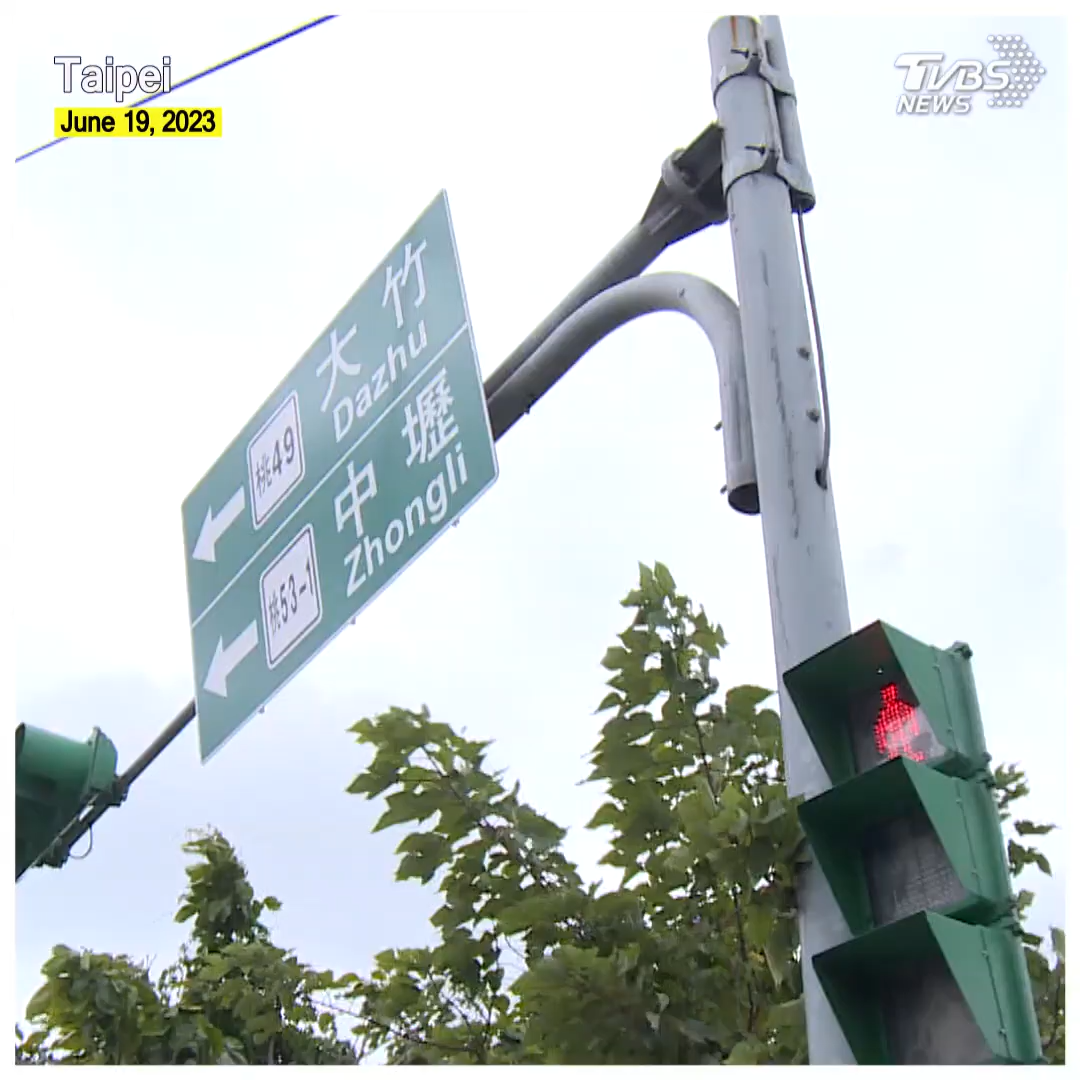 Taipei
June 19, 2023
TVBS
NEWS
大竹
Dazhu
桃49
中壢
Zhongli
桃53-1